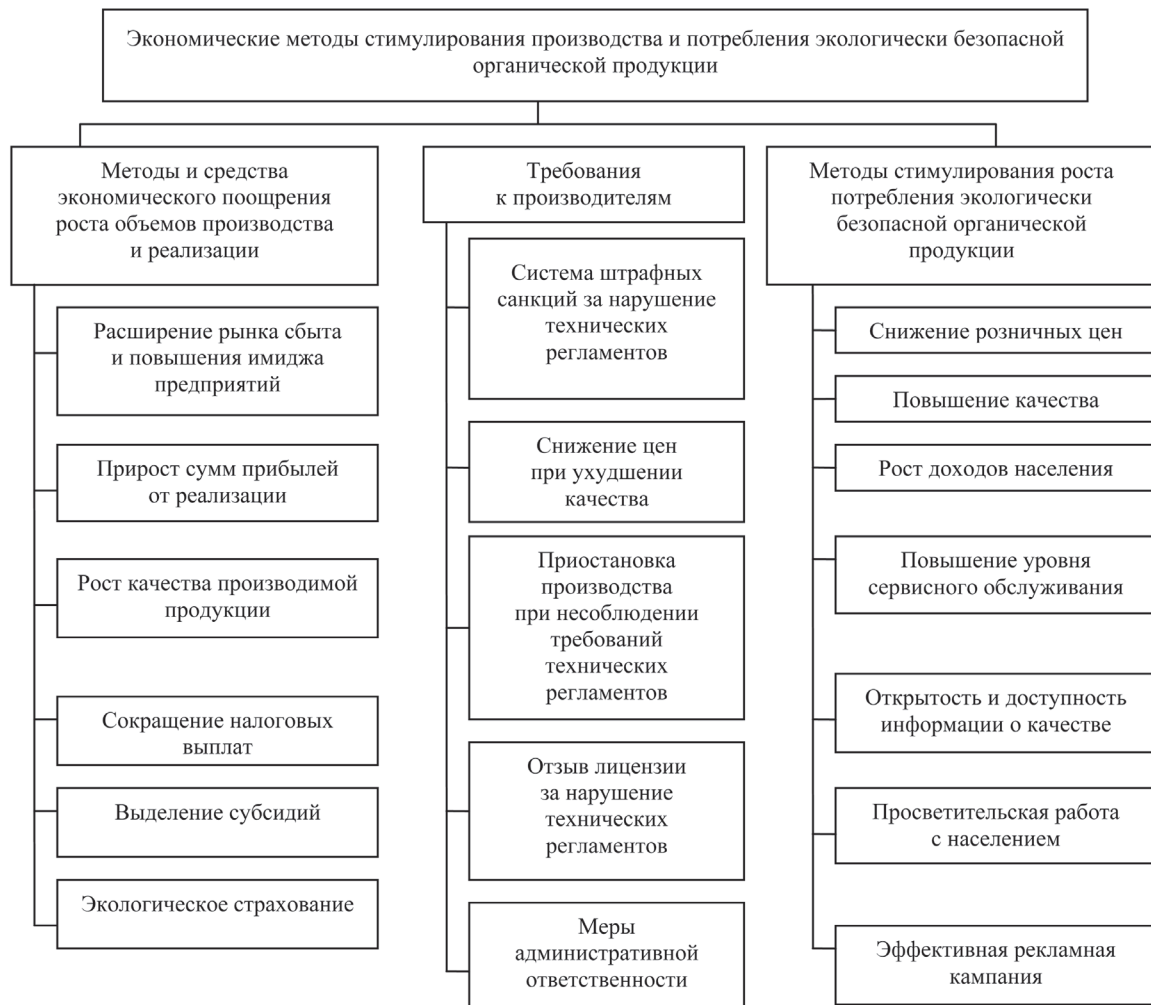 Экономические методы стимулирования производства и потребления экологически безопасной
органической продукции
Методы и средства
экономического поощрения
роста объемов производства
и реализации
Расширение рынка сбыта
и повышения имиджа
предприятий
Прирост сумм прибылей
от реализации
Рост качества производимой
продукции
Сокращение налоговых
выплат
Выделение субсидий
Экологическое страхование
Требования
к производителям
Система штрафных
санкций за нарушение
технических
регламентов
Снижение цен
при ухудшении
качества
Приостановка
производства
при несоблюдении
требований
технических
регламентов
Отзыв лицензии
за нарушение
технических
регламентов
Меры
административной
ответственности
Методы стимулирования роста
потребления экологически
безопасной органической
продукции
Снижение розничных цен
Повышение качества
Рост доходов населения
Повышение уровня
сервисного обслуживания
Открытость и доступность
информации о качестве
Просветительская работа
с населением
Эффективная рекламная
кампания